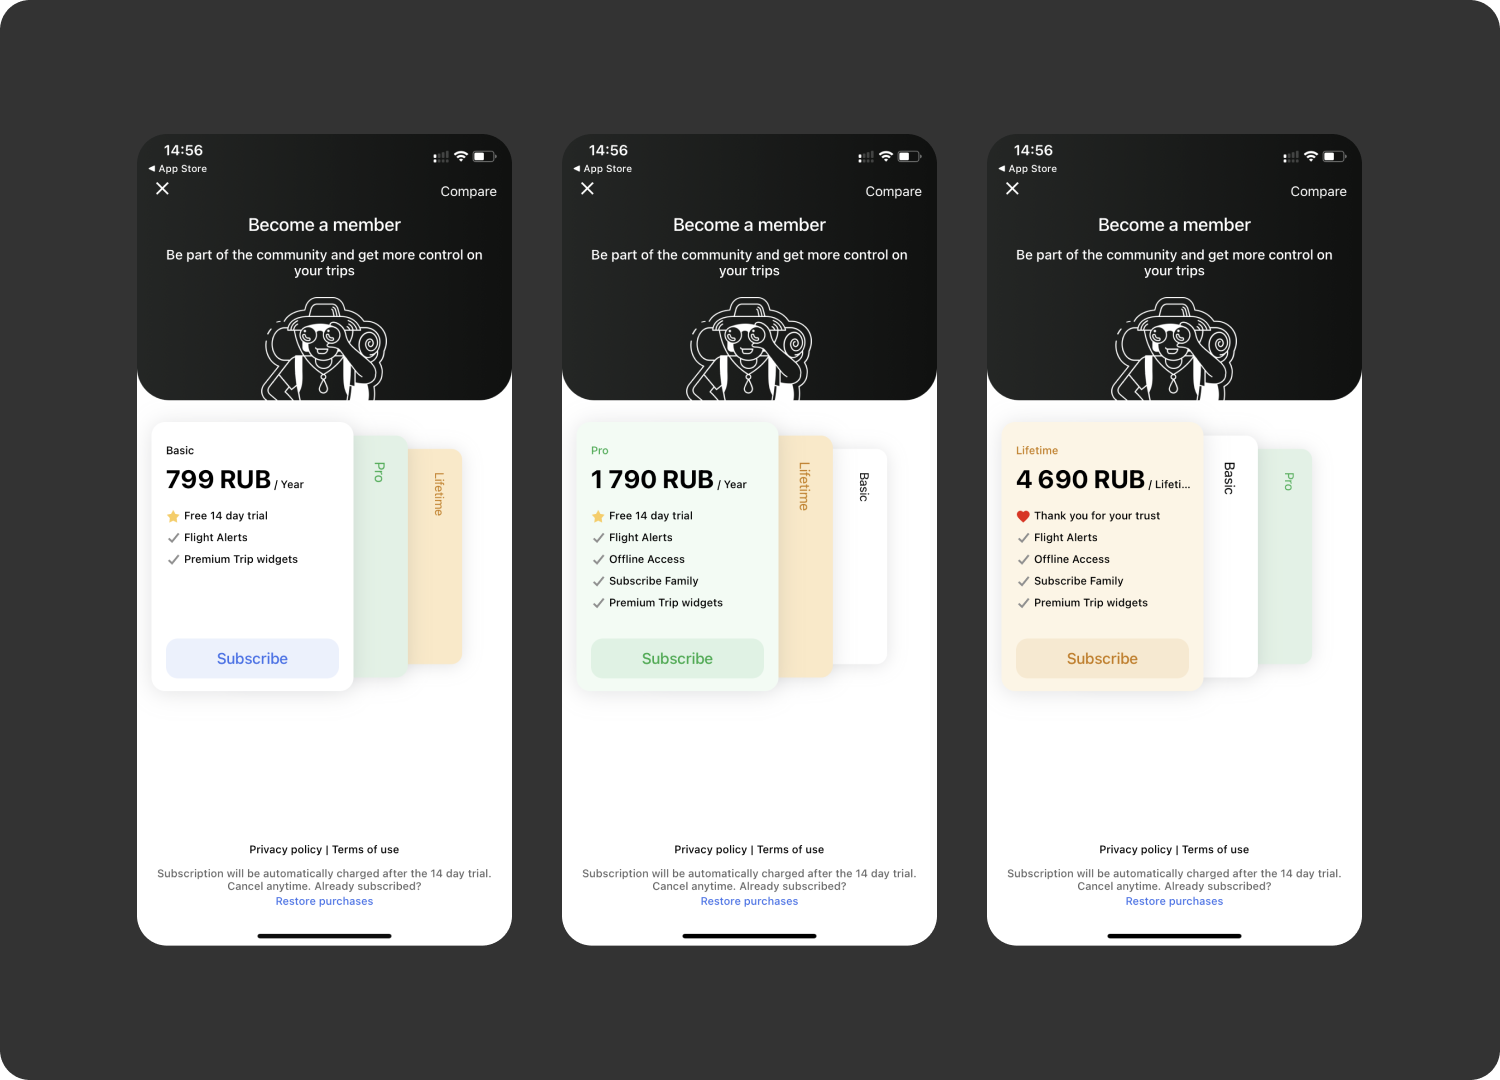 14:56
◀ App Store
Compare
Become a member
Be part of the community and get more control on
your trips
Basic
799 RUB / Year
Free 14 day trial
Flight Alerts
Premium Trip widgets
Subscribe
Pro
Lifetime
Privacy policy | Terms of use
Subscription will be automatically charged after the 14 day trial.
Cancel anytime. Already subscribed?
Restore purchases
14:56
◀ App Store
Compare
Become a member
Be part of the community and get more control on
your trips
Pro
1 790 RUB / Year
Free 14 day trial
Flight Alerts
Offline Access
Subscribe Family
Premium Trip widgets
Subscribe
Lifetime
Basic
Privacy policy | Terms of use
Subscription will be automatically charged after the 14 day trial.
Cancel anytime. Already subscribed?
Restore purchases
14:56
◀ App Store
Compare
Become a member
Be part of the community and get more control on
your trips
Lifetime
4 690 RUB / Lifeti...
Thank you for your trust
Flight Alerts
Offline Access
Subscribe Family
Premium Trip widgets
Subscribe
Basic
Pro
Privacy policy | Terms of use
Subscription will be automatically charged after the 14 day trial.
Cancel anytime. Already subscribed?
Restore purchases